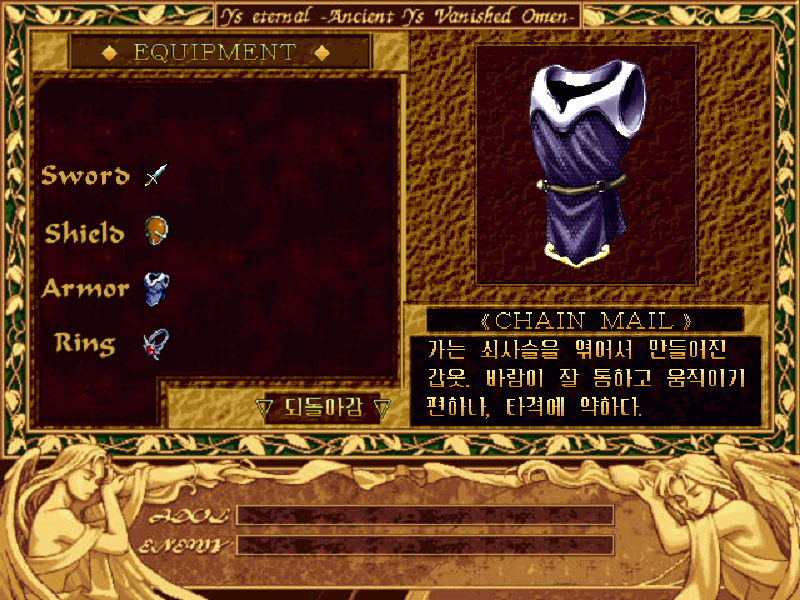 Ys eternal -Ancient Ys Vanished Omen-
EQUIPMENT
Sword
Shield
Armor
Ring
되돌아감
《CHAIN MAIL》
가는 쇠사슬을 엮어서 만들어진
갑옷. 바람이 잘 통하고 움직이기
편하나, 타격에 약하다.
ADOL
ENEMY